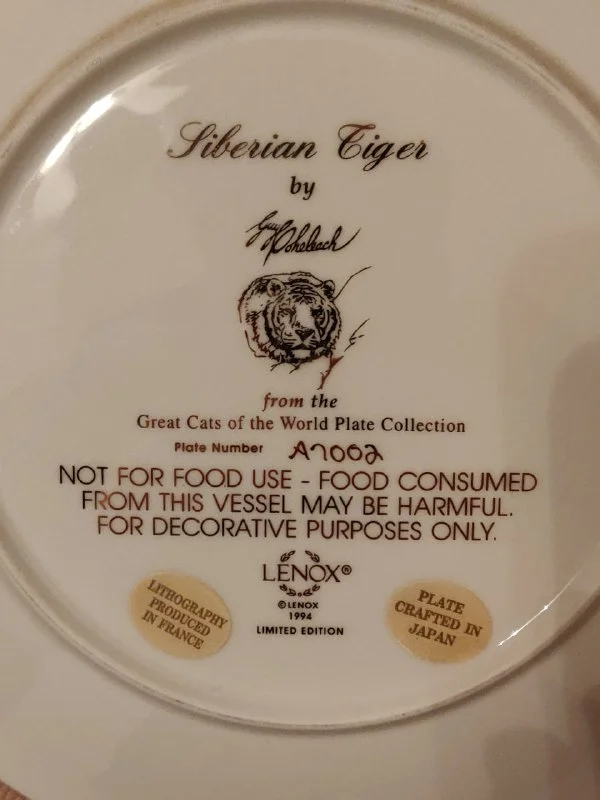 Siberian Tiger
by
Guy Coheleach
from the
Great Cats of the World Plate Collection
Plate Number A7002
NOT FOR FOOD USE - FOOD CONSUMED
FROM THIS VESSEL MAY BE HARMFUL.
FOR DECORATIVE PURPOSES ONLY.
LENOX®
© LENOX
1994
LIMITED EDITION
LITHOGRAPHY
PRODUCED
IN FRANCE
PLATE
CRAFTED IN
JAPAN